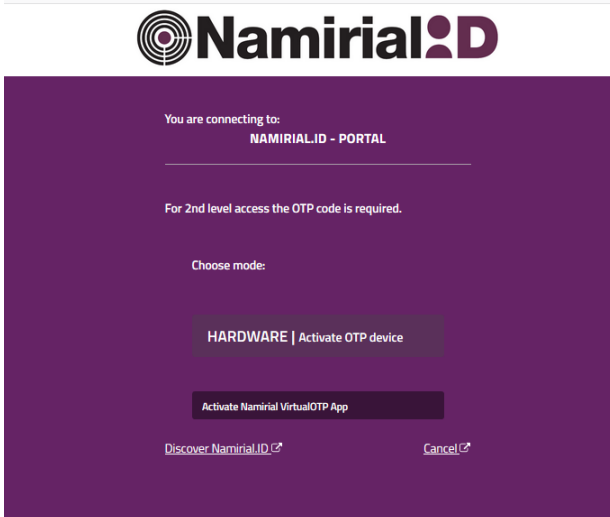 Namirial:D
You are connecting to:
NAMIRIAL.ID - PORTAL
For 2nd level access the OTP code is required.
Choose mode:
HARDWARE | Activate OTP device
Activate Namirial VirtualOTP App
Discover Namirial.ID Cancel